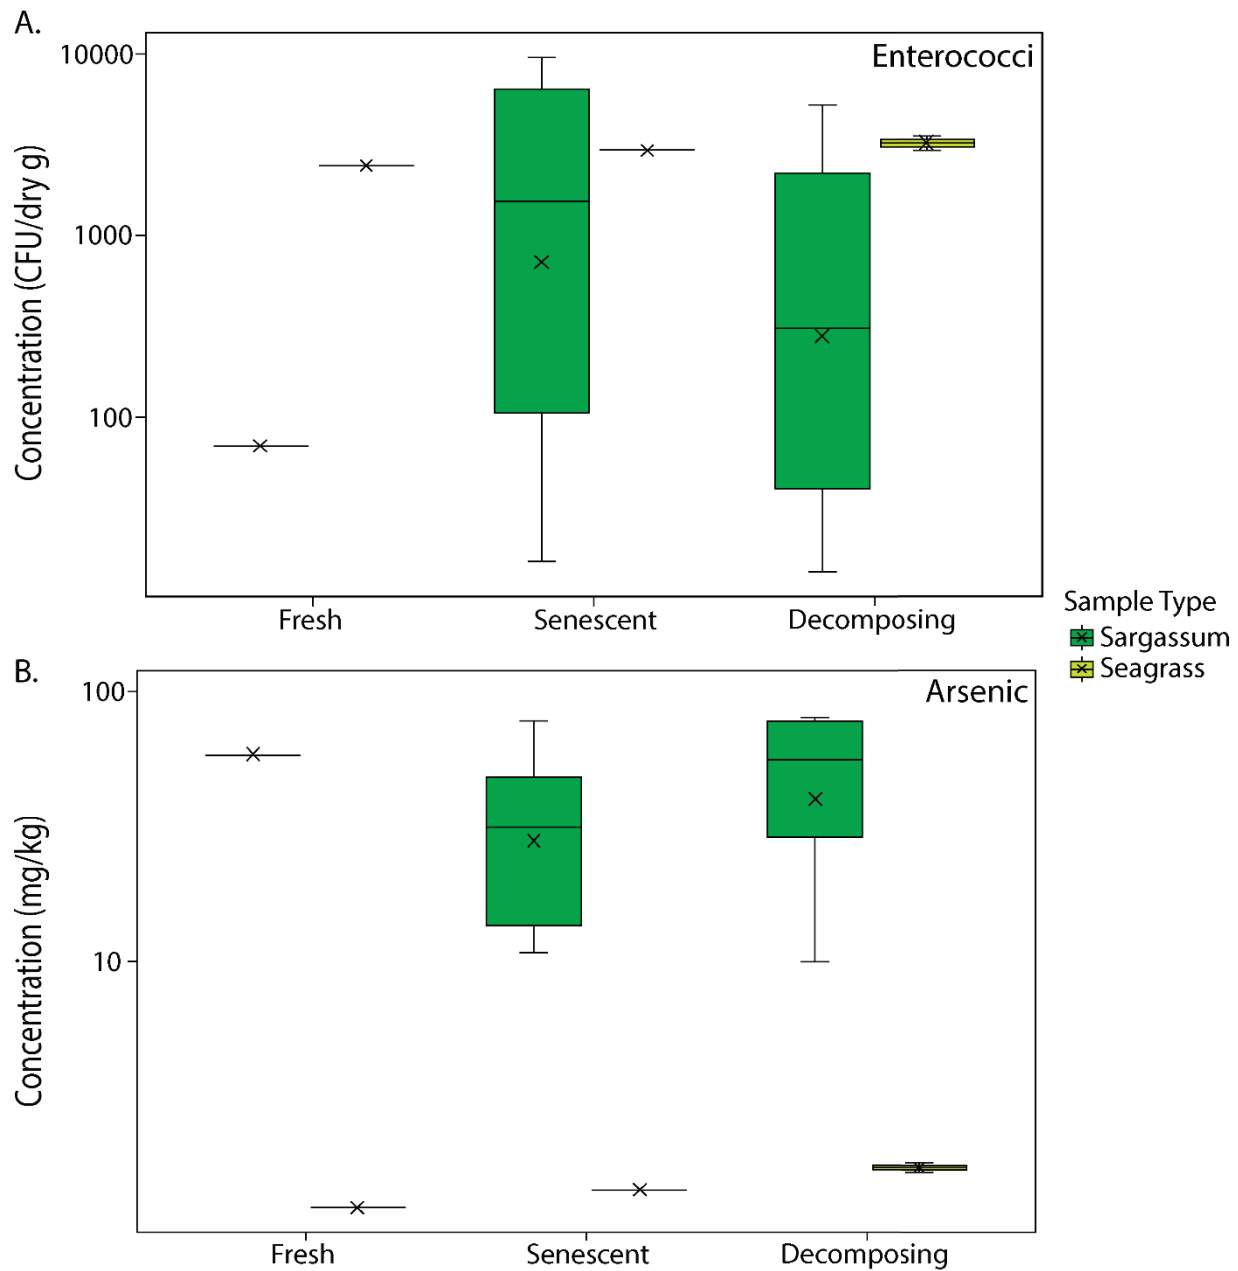 A.
Enterococci
Concentration (CFU/dry g)
10000
1000
100
Fresh Senescent Decomposing
Sample Type
Sargassum
Seagrass
B.
Arsenic
Concentration (mg/kg)
100
10
Fresh Senescent Decomposing